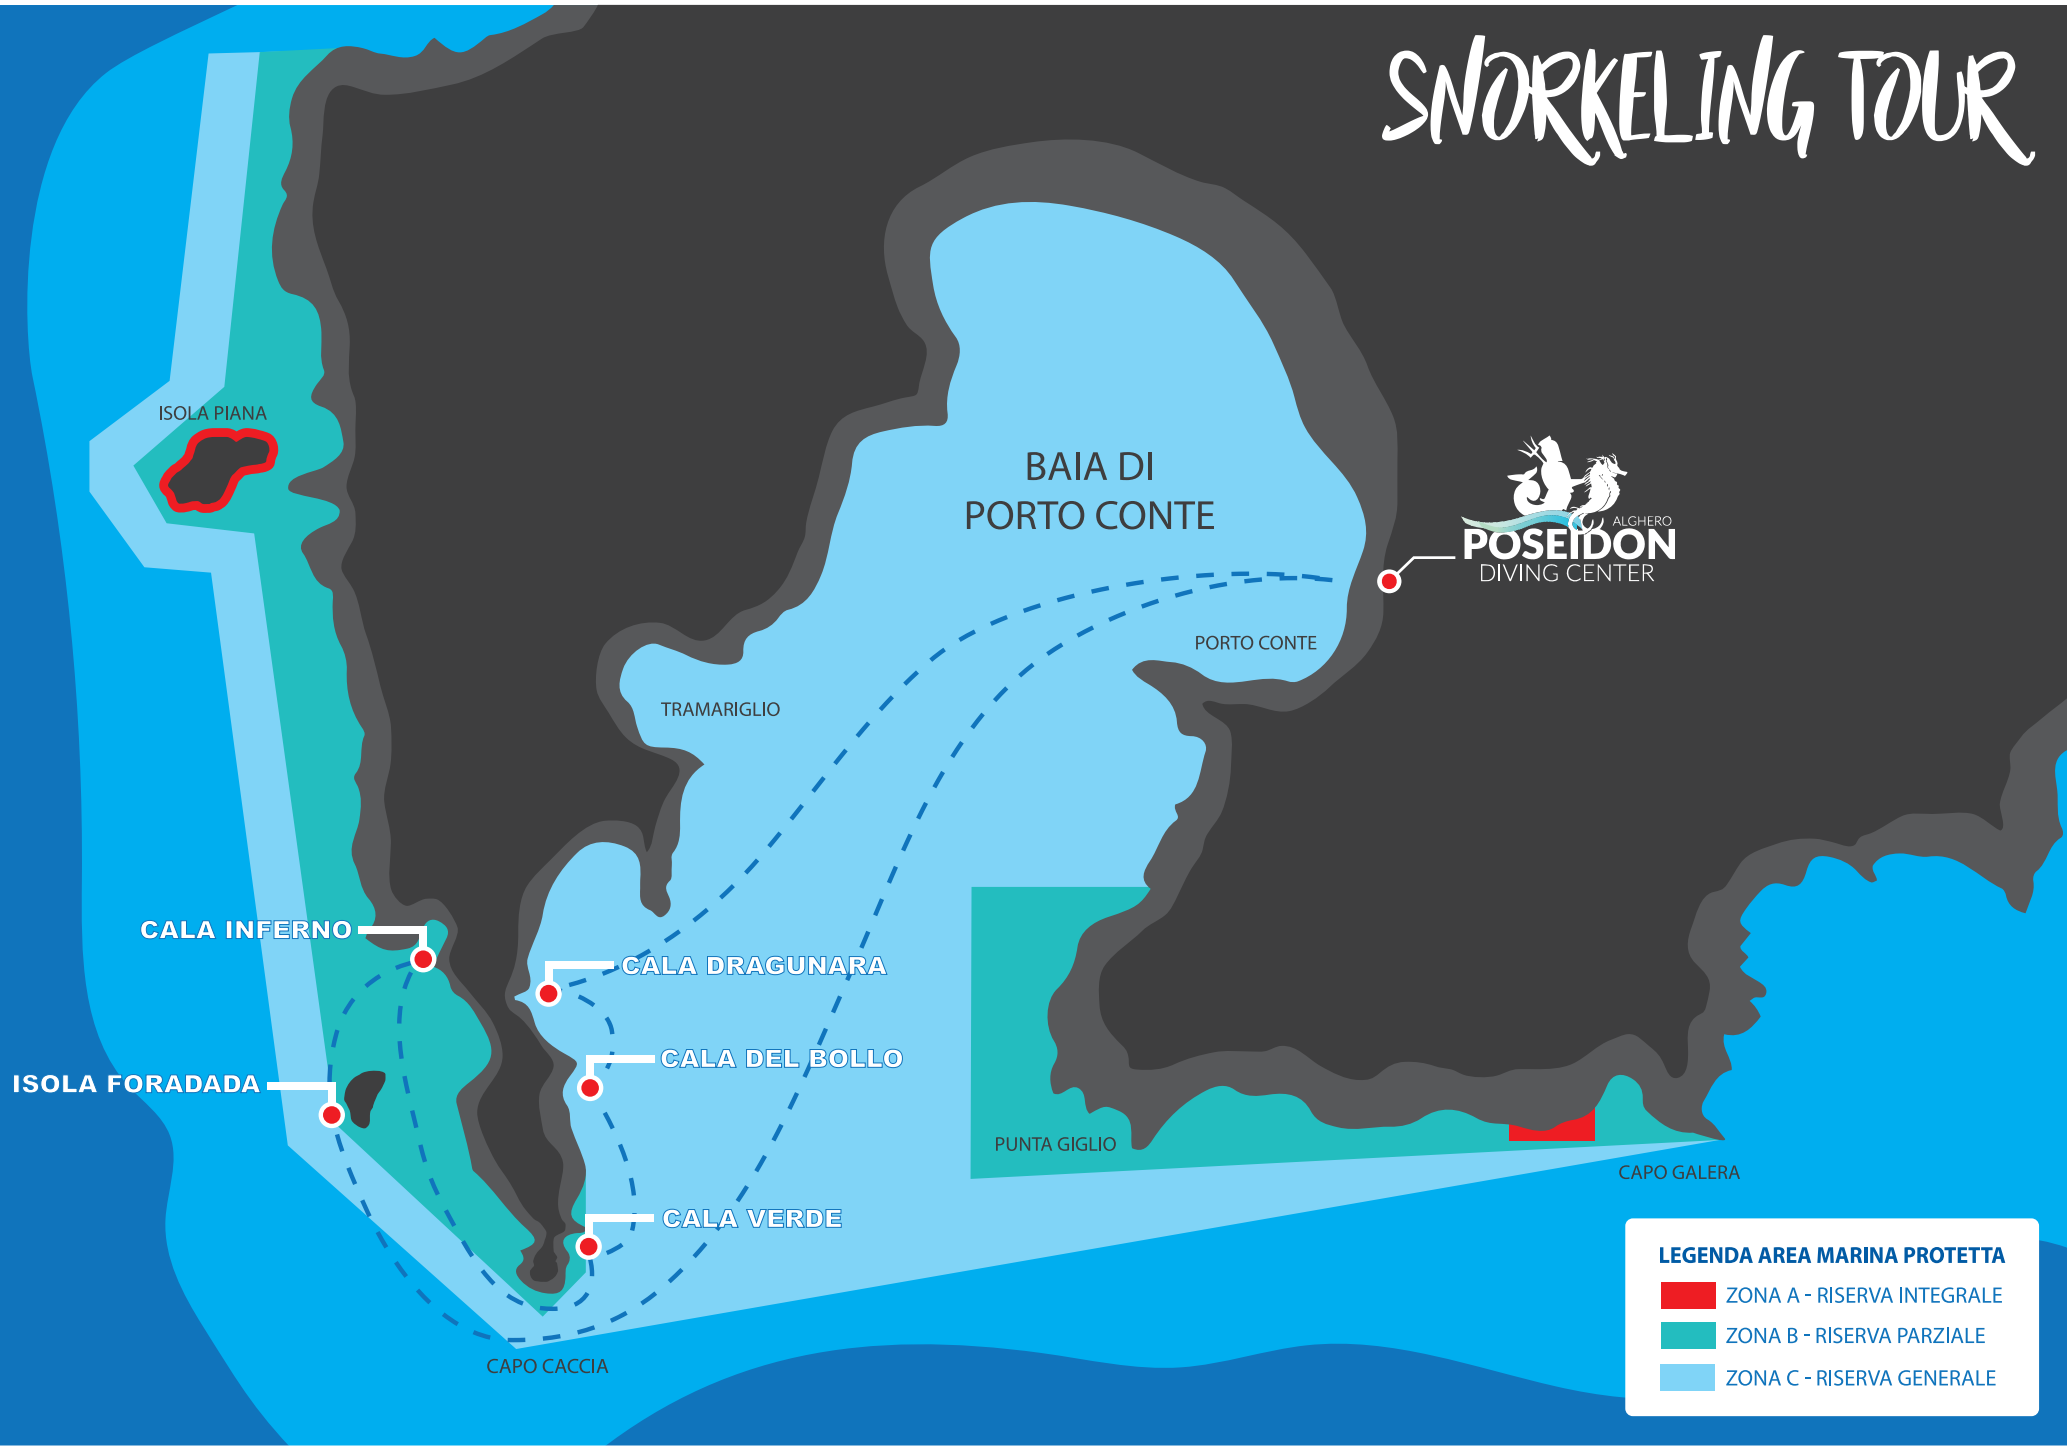 SNORKELING TOUR
ISOLA PIANA
BAIA DI
PORTO CONTE
ALGHERO
POSEIDON
DIVING CENTER
PORTO CONTE
TRAMARIGLIO
CALA INFERNO
CALA DRAGUNARA
CALA DEL BOLLO
ISOLA FORADADA
PUNTA GIGLIO
CAPO GALERA
CALA VERDE
CAPO CACCIA
LEGENDA AREA MARINA PROTETTA
ZONA A - RISERVA INTEGRALE
ZONA B - RISERVA PARZIALE
ZONA C - RISERVA GENERALE